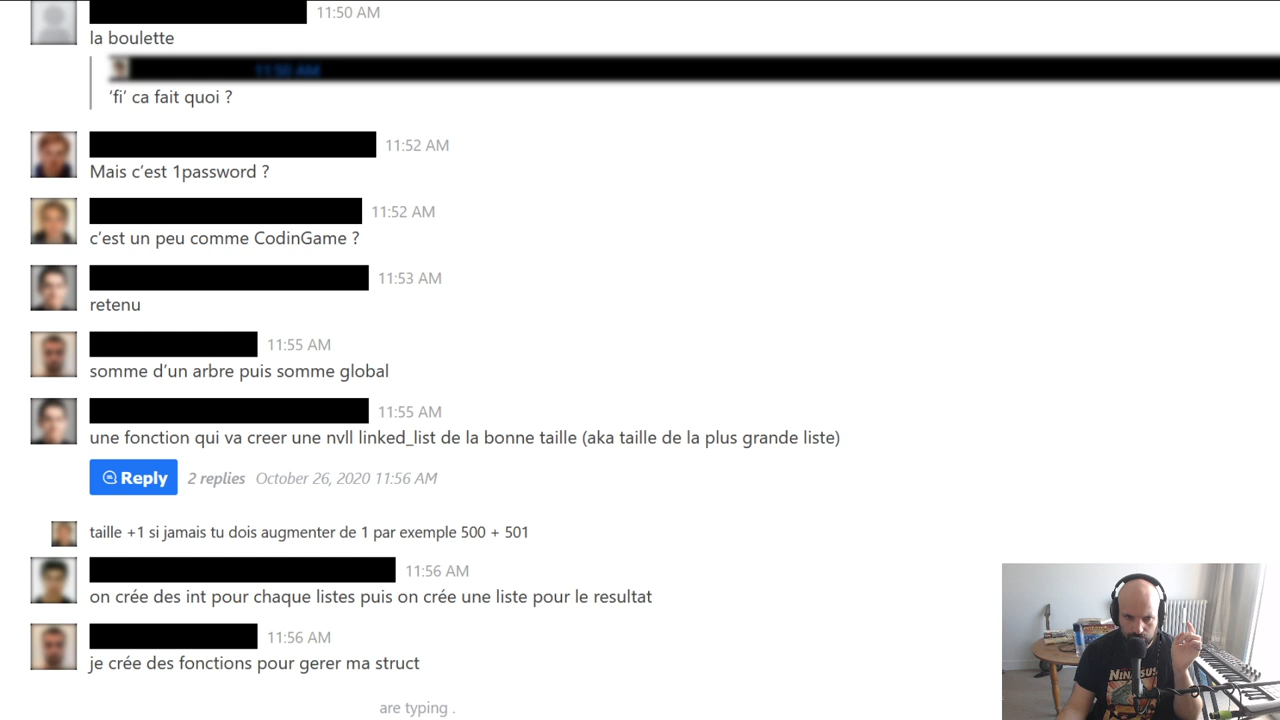 11:50 AM
la boulette
11:50 AM
‘fi’ ca fait quoi ?
11:52 AM
Mais c’est 1password ?
11:52 AM
c’est un peu comme CodinGame ?
11:53 AM
retenu
11:55 AM
somme d’un arbre puis somme global
11:55 AM
une fonction qui va creer une nvll linked_list de la bonne taille (aka taille de la plus grande liste)
Reply 2 replies October 26, 2020 11:56 AM
taille +1 si jamais tu dois augmenter de 1 par exemple 500 + 501
11:56 AM
on crée des int pour chaque listes puis on crée une liste pour le resultat
11:56 AM
je crée des fonctions pour gerer ma struct
are typing .